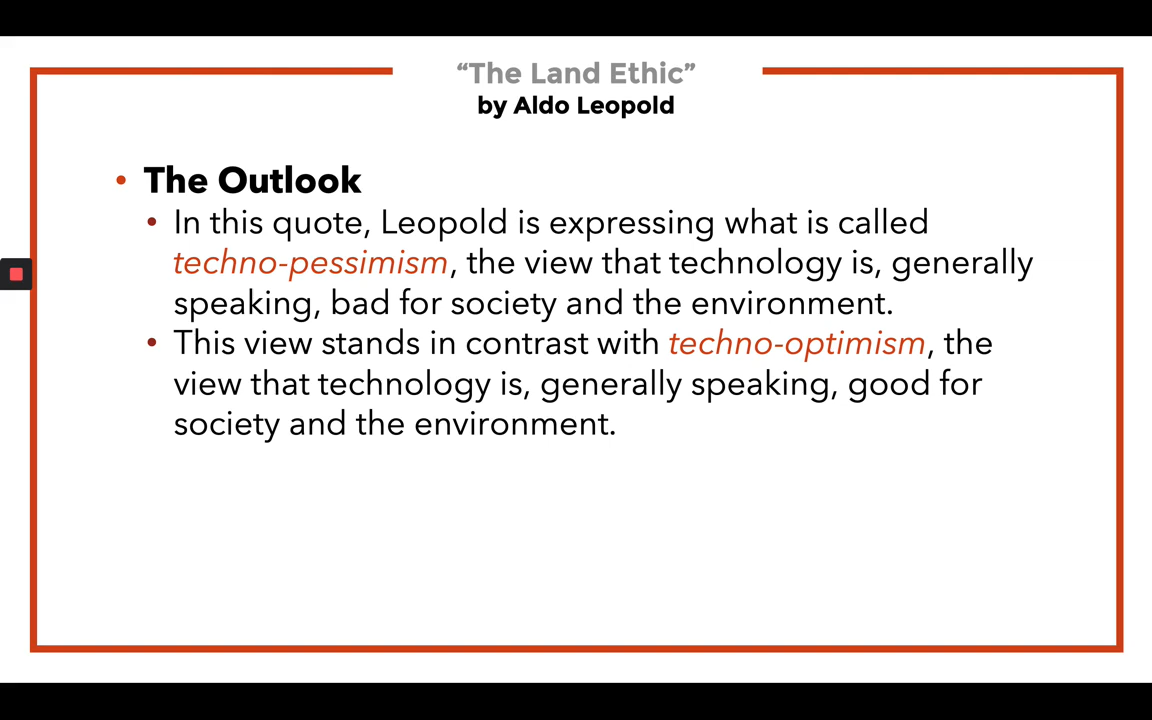 “The Land Ethic”
by Aldo Leopold
• The Outlook
• In this quote, Leopold is expressing what is called
techno-pessimism, the view that technology is, generally
speaking, bad for society and the environment.
• This view stands in contrast with techno-optimism, the
view that technology is, generally speaking, good for
society and the environment.